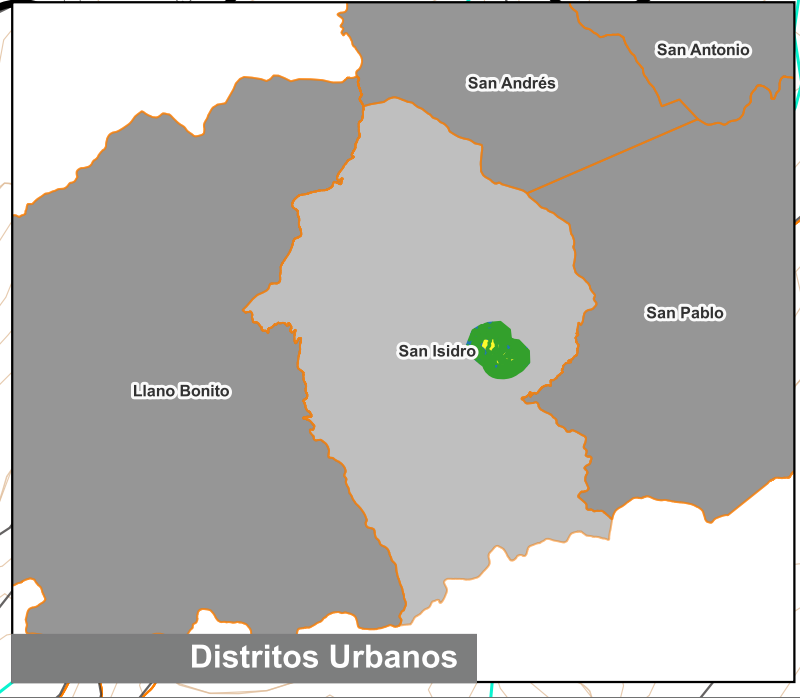 San Antonio
San Andrés
San Pablo
San Isidro
Llano Bonito
Distritos Urbanos